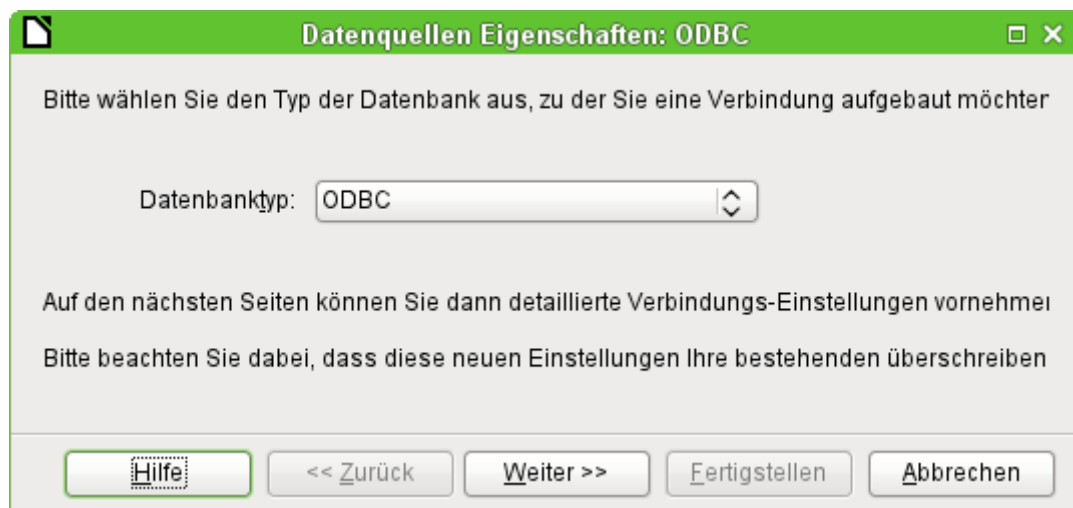 Datenquellen Eigenschaften: ODBC
Bitte wählen Sie den Typ der Datenbank aus, zu der Sie eine Verbindung aufgebaut möchten
Datenbanktyp: ODBC
Auf den nächsten Seiten können Sie dann detaillierte Verbindungs-Einstellungen vornehmen
Bitte beachten Sie dabei, dass diese neuen Einstellungen Ihre bestehenden überschreiben
Hilfe << Zurück Weiter >> Fertigstellen Abbrechen